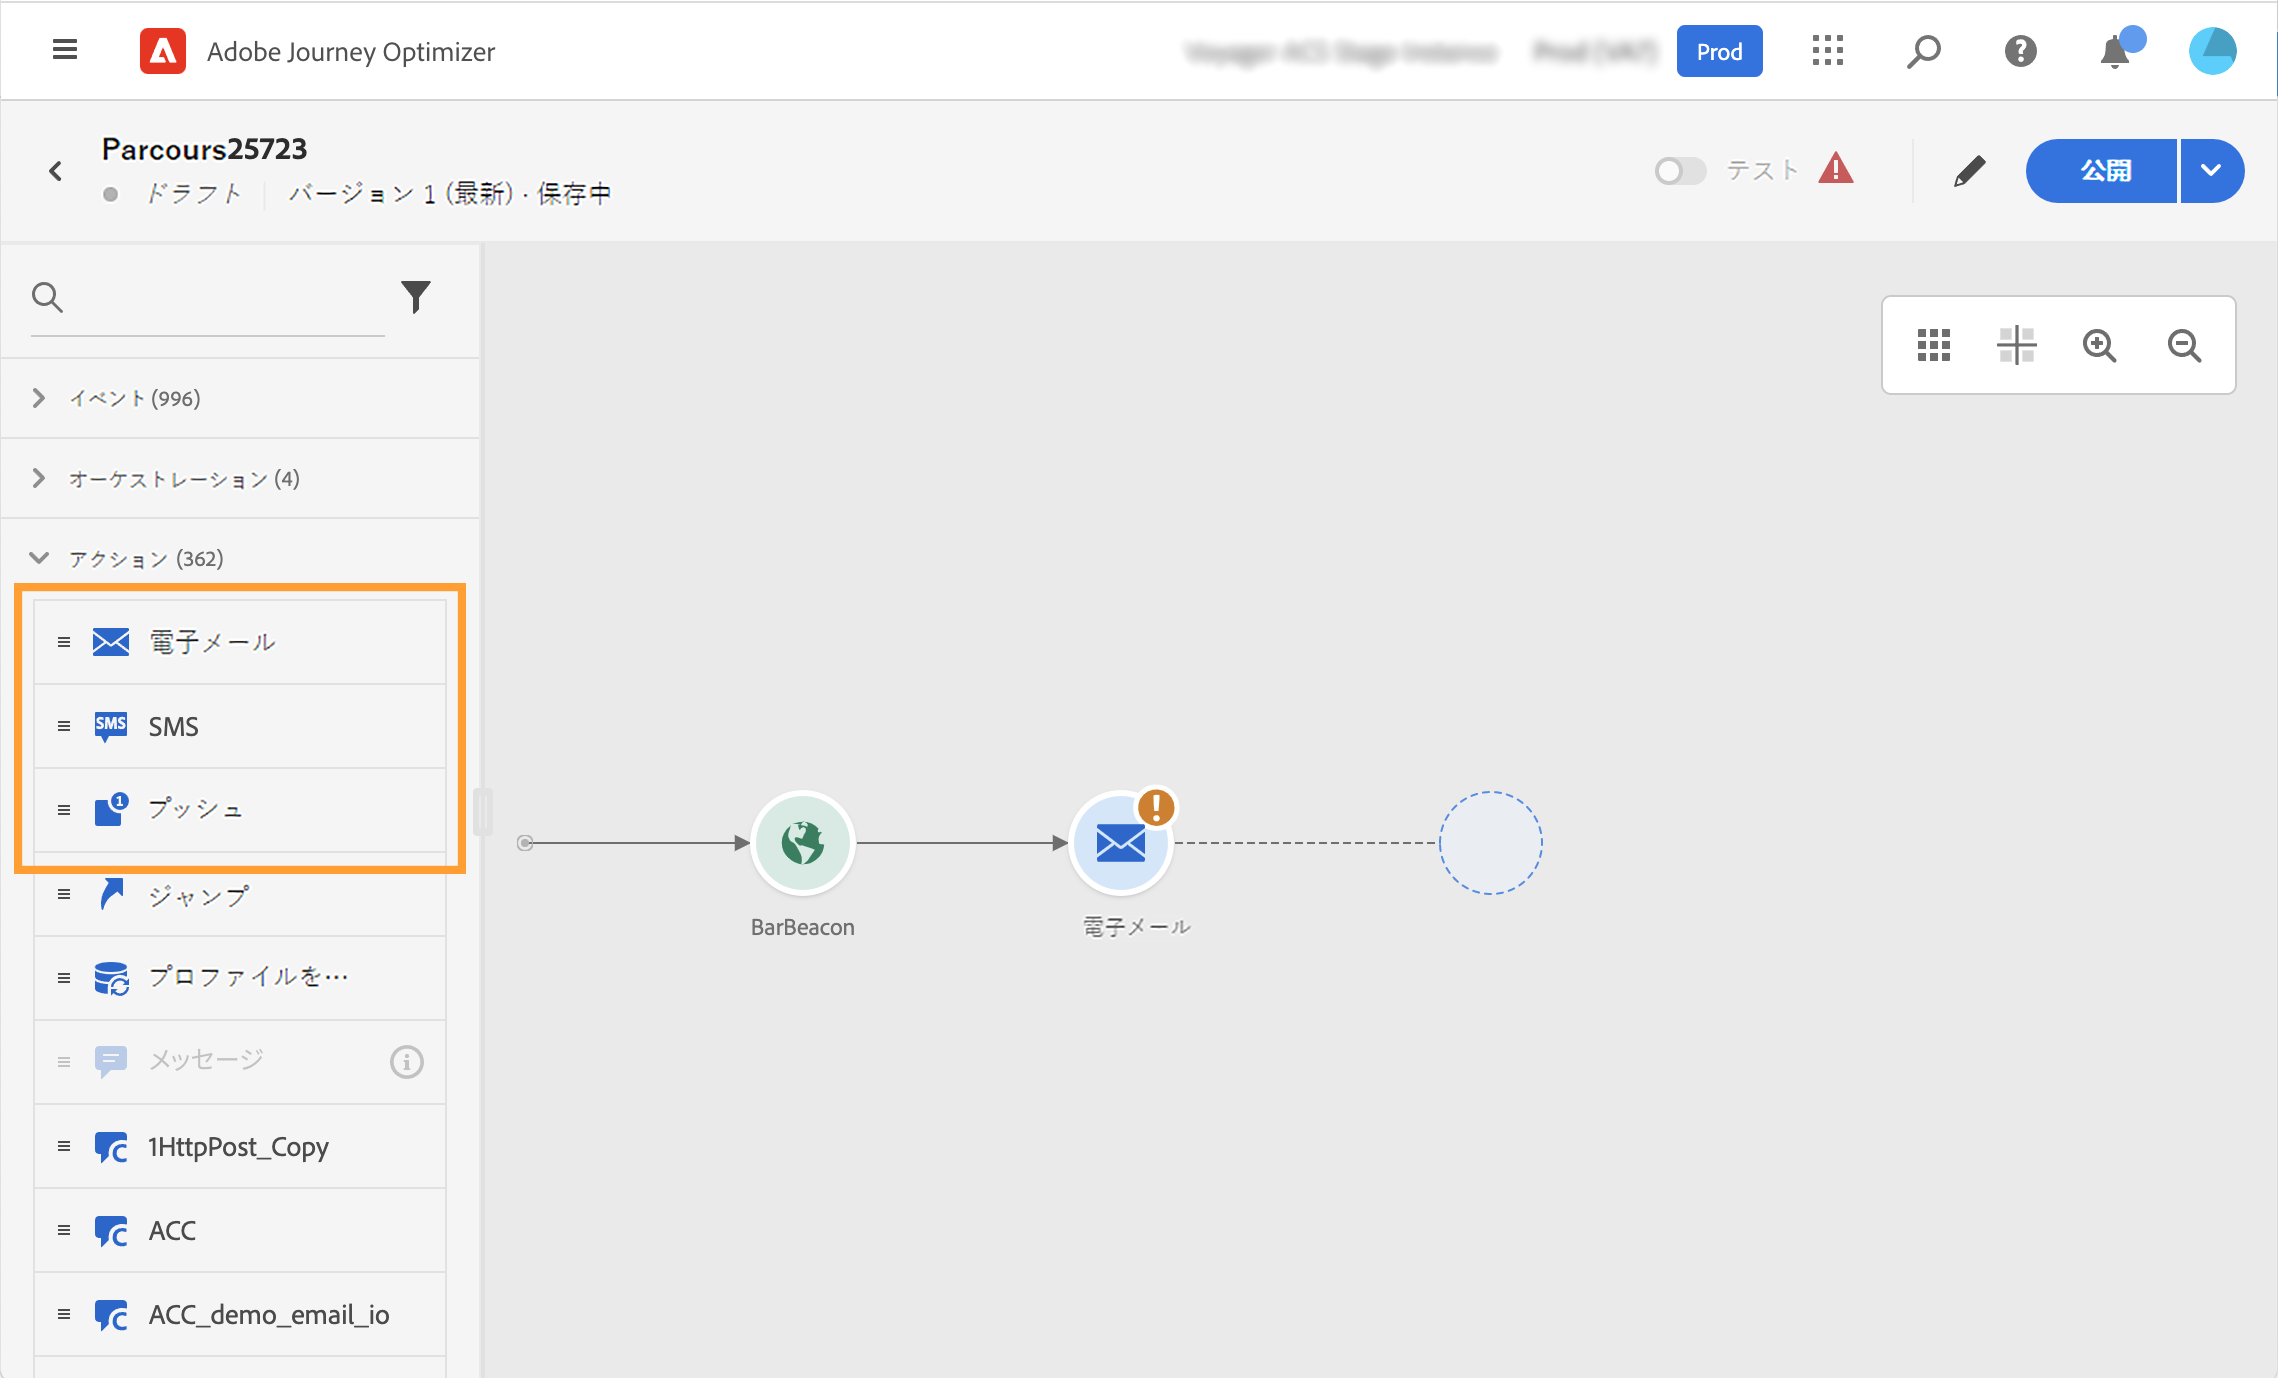 Adobe Journey Optimizer
Prod
Parcours25723
ドラフト バージョン 1 (最新) · 保存中
テスト
公開
イベント (996)
オーケストレーション (4)
アクション (362)
電子メール
SMS
SMS
1
プッシュ
ジャンプ
プロファイルを…
メッセージ
1HttpPost_Copy
ACC
ACC_demo_email_io
BarBeacon
電子メール